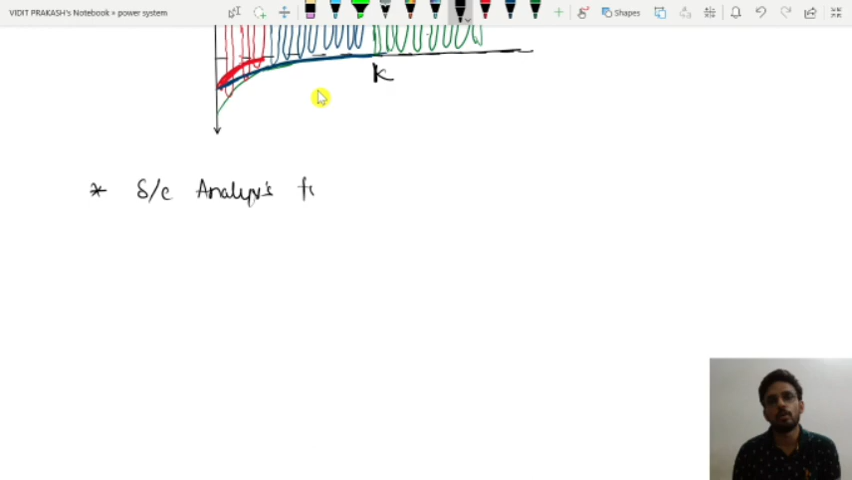 VIDIT PRAKASH's Notebook » power system
Shapes
K
* S/C Analysis f